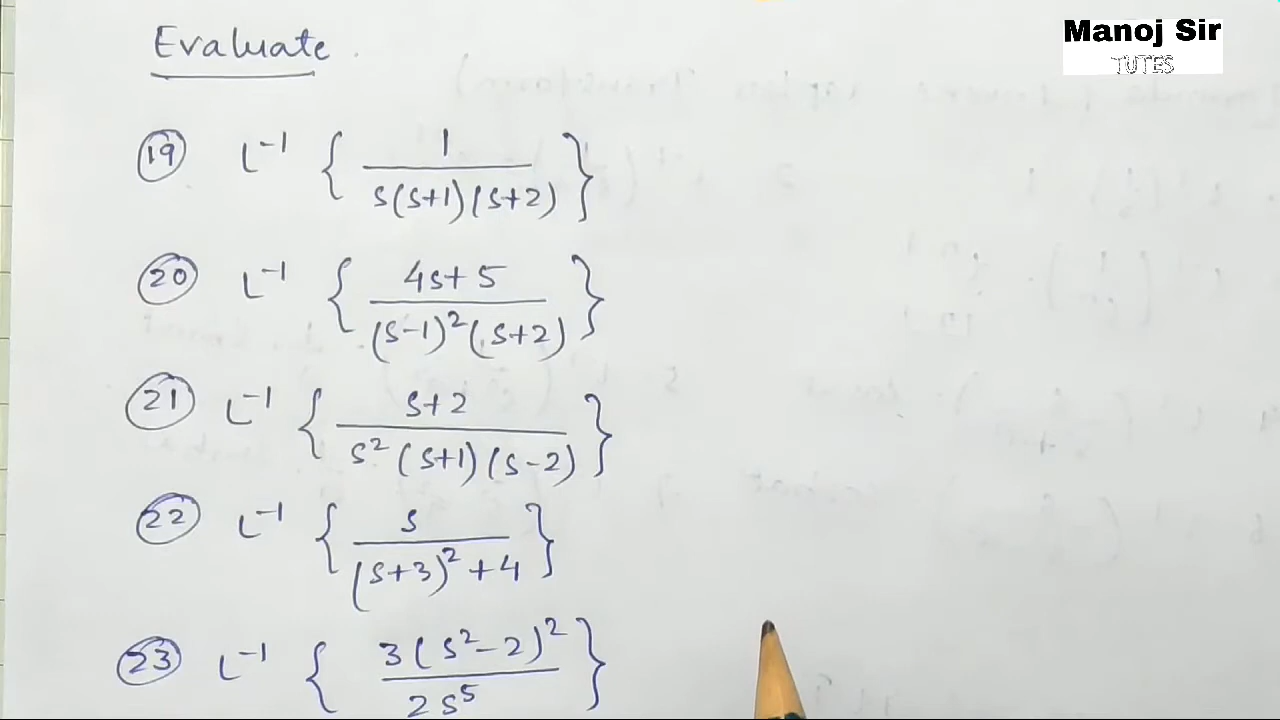 Manoj Sir
TUTES
Evaluate
(19) L⁻¹ { 1 / s(s+1)(s+2) }
(20) L⁻¹ { 4s+5 / (s-1)² (s+2) }
(21) L⁻¹ { s+2 / s² (s+1)(s-2) }
(22) L⁻¹ { s / (s+3)² + 4 }
(23) L⁻¹ { 3(s²-2)² / 2s⁵ }